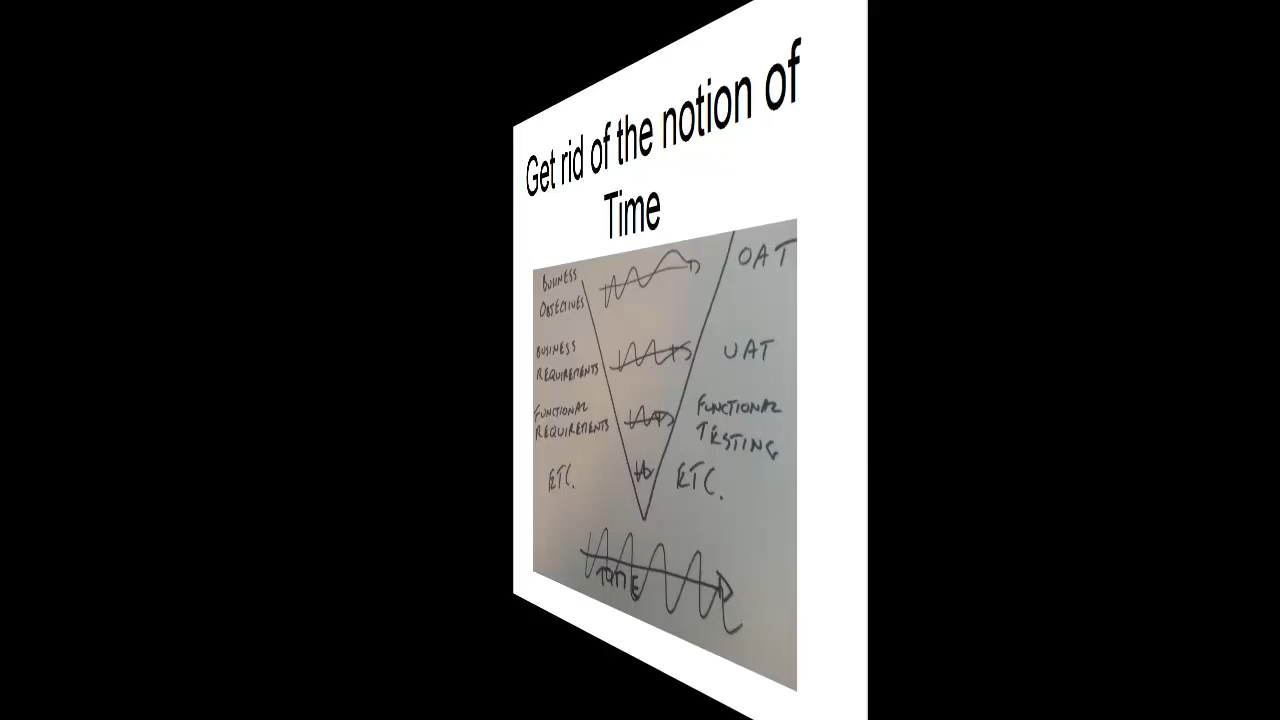 Get rid of the notion of
Time
BUSINESS
OBJECTIVES
OAT
BUSINESS
REQUIREMENTS
UAT
FUNCTIONAL
REQUIREMENTS
FUNCTIONAL
TESTING
ETC.
ETC.
TIME